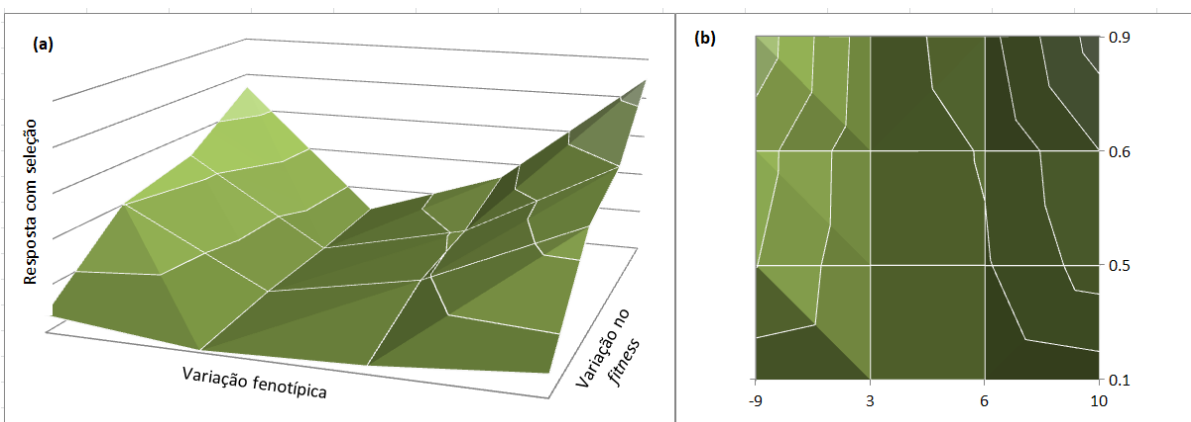 (a)
Resposta com seleção
Variação fenotípica
Variação no
fitness
(b)
0.9
0.6
0.5
0.1
-9
3
6
10